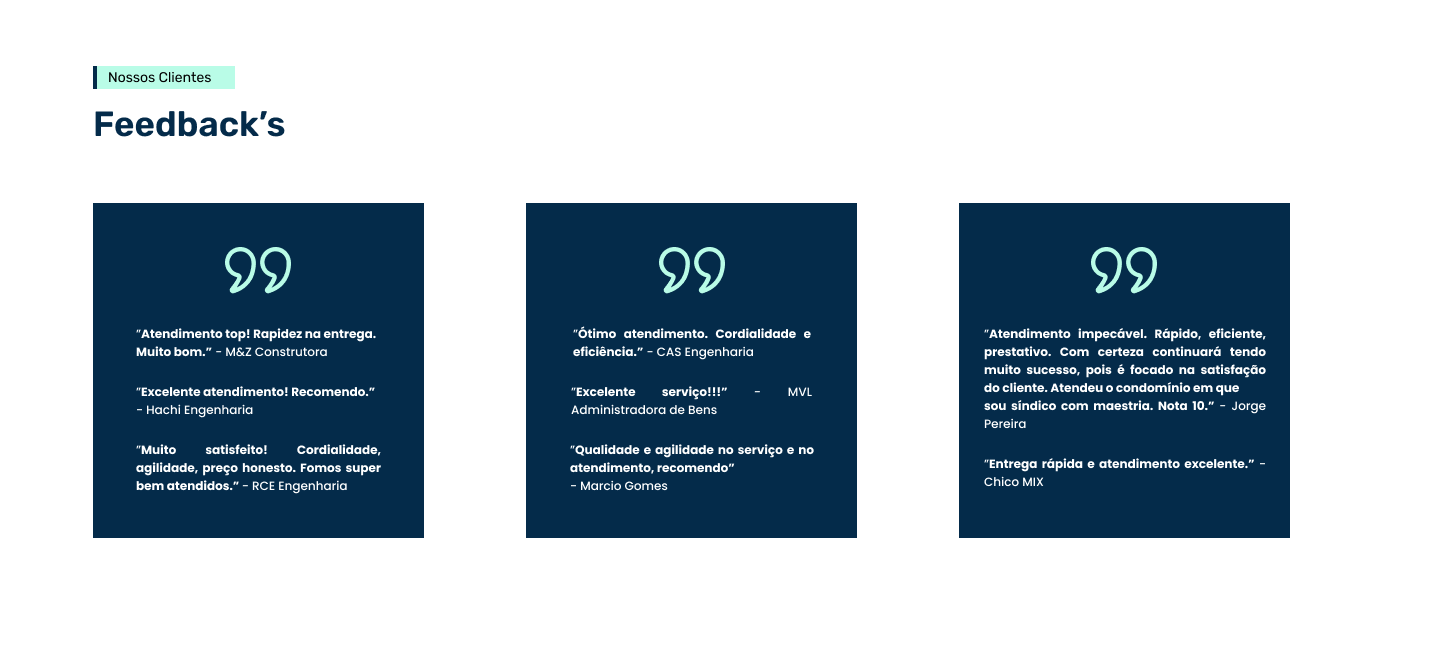 Nossos Clientes
Feedback’s
"Atendimento top! Rapidez na entrega.
Muito bom.” - M&Z Construtora
"Excelente atendimento! Recomendo.”
- Hachi Engenharia
"Muito satisfeito! Cordialidade,
agilidade, preço honesto. Fomos super
bem atendidos.” - RCE Engenharia
"Ótimo atendimento. Cordialidade e
eficiência.” - CAS Engenharia
"Excelente serviço!!!” - MVL
Administradora de Bens
"Qualidade e agilidade no serviço e no
atendimento, recomendo”
- Marcio Gomes
"Atendimento impecável. Rápido, eficiente,
prestativo. Com certeza continuará tendo
muito sucesso, pois é focado na satisfação
do cliente. Atendeu o condomínio em que
sou síndico com maestria. Nota 10.” - Jorge
Pereira
"Entrega rápida e atendimento excelente.” -
Chico MIX